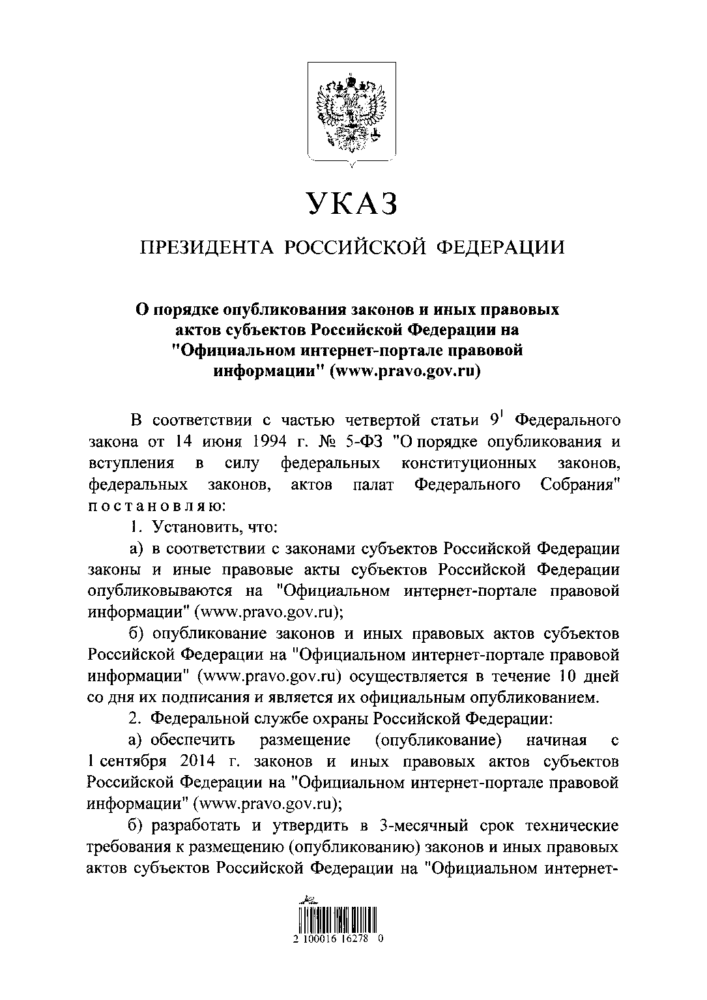 УКАЗ
ПРЕЗИДЕНТА РОССИЙСКОЙ ФЕДЕРАЦИИ
О порядке опубликования законов и иных правовых
актов субъектов Российской Федерации на
"Официальном интернет-портале правовой
информации" (www.pravo.gov.ru)
В соответствии с частью четвертой статьи 9¹ Федерального
закона от 14 июня 1994 г. № 5-ФЗ "О порядке опубликования и
вступления в силу федеральных конституционных законов,
федеральных законов, актов палат Федерального Собрания"
п о с т а н о в л я ю:
1. Установить, что:
а) в соответствии с законами субъектов Российской Федерации
законы и иные правовые акты субъектов Российской Федерации
опубликовываются на "Официальном интернет-портале правовой
информации" (www.pravo.gov.ru);
б) опубликование законов и иных правовых актов субъектов
Российской Федерации на "Официальном интернет-портале правовой
информации" (www.pravo.gov.ru) осуществляется в течение 10 дней
со дня их подписания и является их официальным опубликованием.
2. Федеральной службе охраны Российской Федерации:
а) обеспечить размещение (опубликование) начиная с
1 сентября 2014 г. законов и иных правовых актов субъектов
Российской Федерации на "Официальном интернет-портале правовой
информации" (www.pravo.gov.ru);
б) разработать и утвердить в 3-месячный срок технические
требования к размещению (опубликованию) законов и иных правовых
актов субъектов Российской Федерации на "Официальном интернет-
2 100016 16278 0